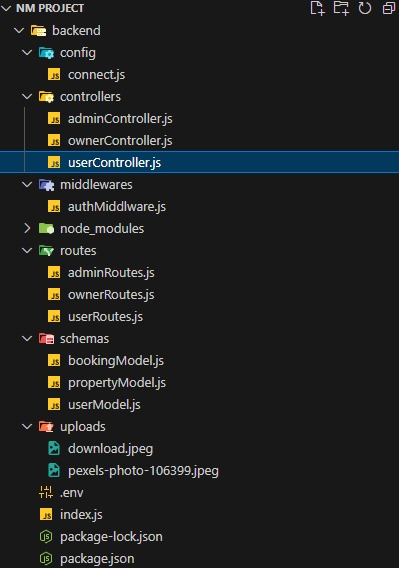 NM PROJECT
backend
config
connect.js
controllers
adminController.js
ownerController.js
userController.js
middlewares
authMiddlware.js
node_modules
routes
adminRoutes.js
ownerRoutes.js
userRoutes.js
schemas
bookingModel.js
propertyModel.js
userModel.js
uploads
download.jpeg
pexels-photo-106399.jpeg
.env
index.js
package-lock.json
package.json